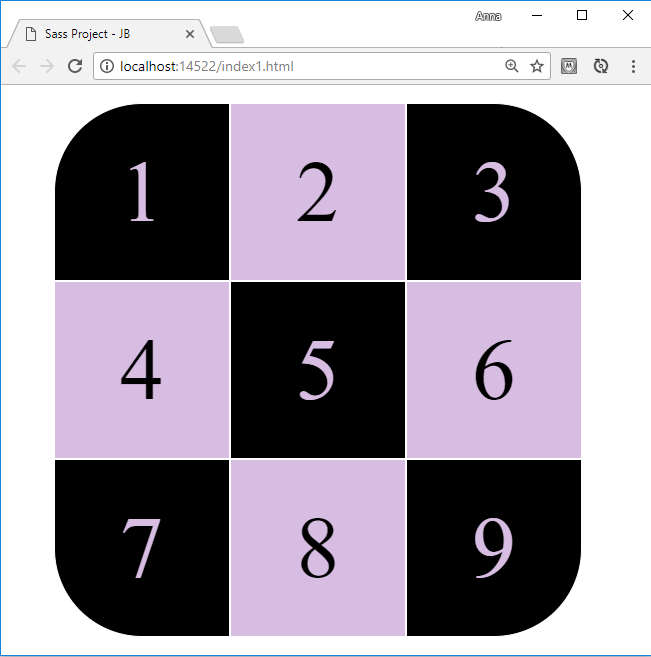 Anna
Sass Project - JB
localhost:14522/index1.html
1 2 3
4 5 6
7 8 9